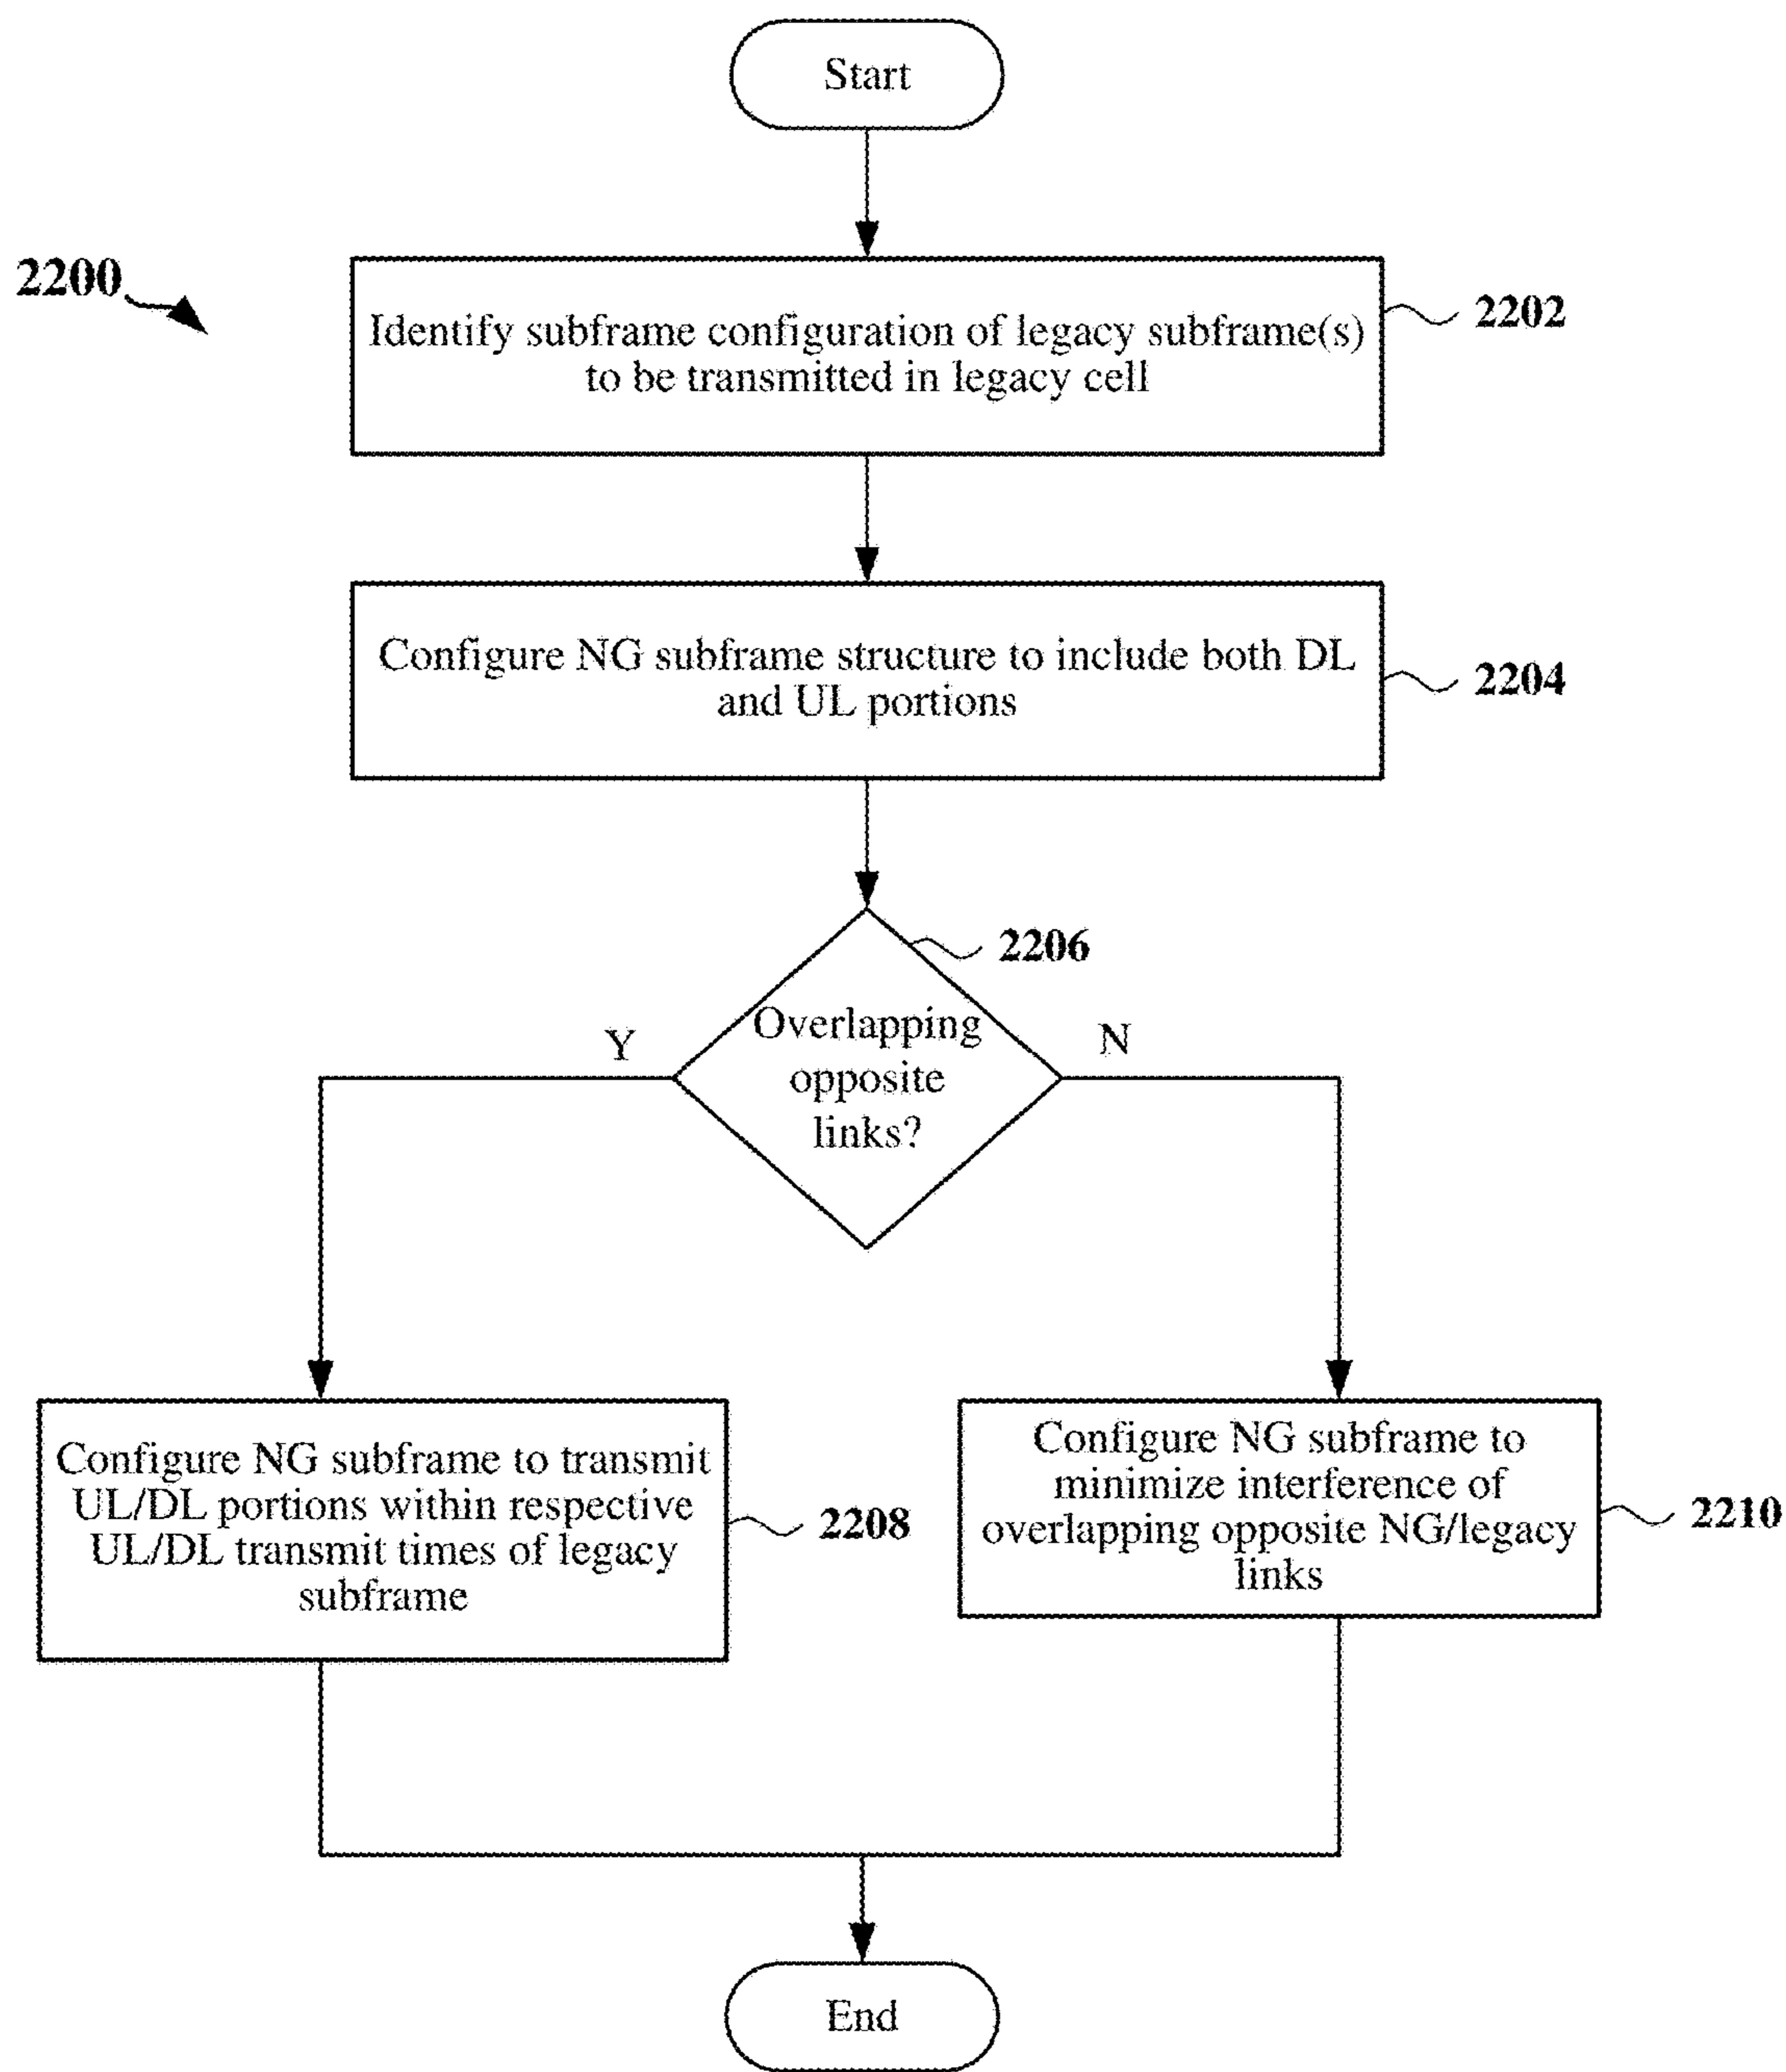 Start
2200
Identify subframe configuration of legacy subframe(s)
to be transmitted in legacy cell
2202
Configure NG subframe structure to include both DL
and UL portions
2204
2206
Overlapping
opposite
links?
Y
N
Configure NG subframe to transmit
UL/DL portions within respective
UL/DL transmit times of legacy
subframe
2208
Configure NG subframe to
minimize interference of
overlapping opposite NG/legacy
links
2210
End